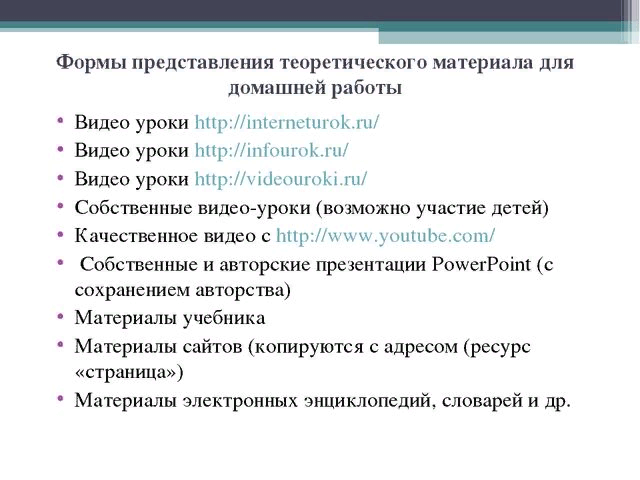 Формы представления теоретического материала для
домашней работы
• Видео уроки http://interneturok.ru/
• Видео уроки http://infourok.ru/
• Видео уроки http://videouroki.ru/
• Собственные видео-уроки (возможно участие детей)
• Качественное видео с http://www.youtube.com/
• Собственные и авторские презентации PowerPoint (с
сохранением авторства)
• Материалы учебника
• Материалы сайтов (копируются с адресом (ресурс
«страница»)
• Материалы электронных энциклопедий, словарей и др.